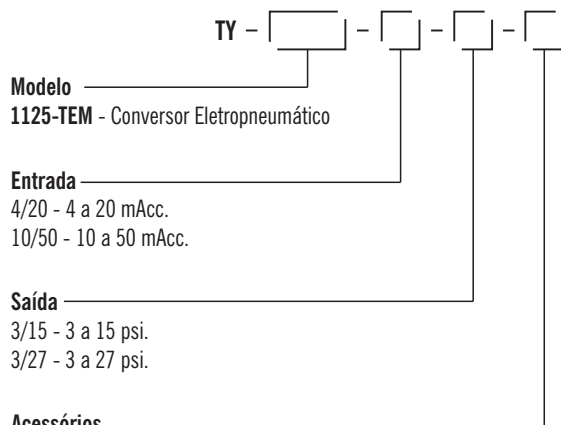 TY - - - -
Modelo
1125-TEM - Conversor Eletropneumático
Entrada
4/20 - 4 a 20 mAcc.
10/50 - 10 a 50 mAcc.
Saída
3/15 - 3 a 15 psi.
3/27 - 3 a 27 psi.
Acessórios